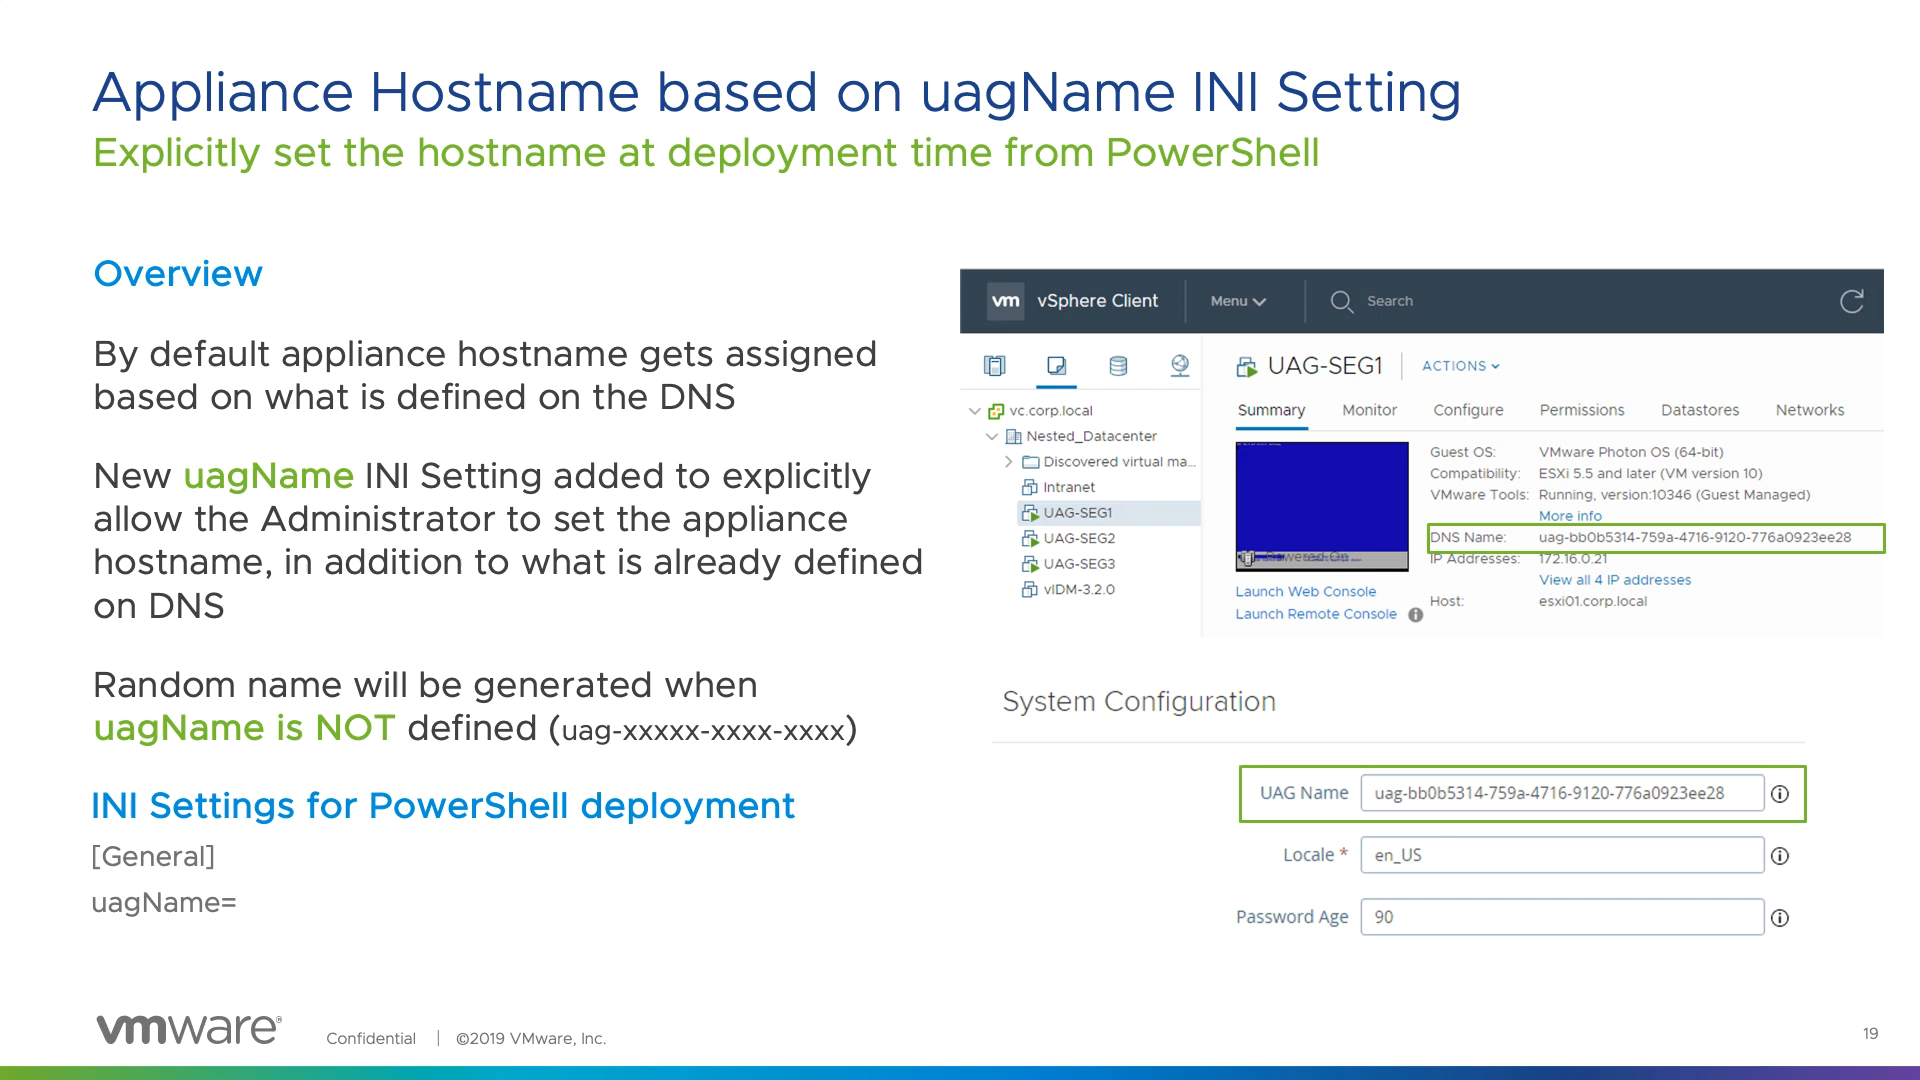 Appliance Hostname based on uagName INI Setting
Explicitly set the hostname at deployment time from PowerShell
Overview
By default appliance hostname gets assigned
based on what is defined on the DNS
New uagName INI Setting added to explicitly
allow the Administrator to set the appliance
hostname, in addition to what is already defined
on DNS
Random name will be generated when
uagName is NOT defined (uag-xxxxx-xxxx-xxxx)
INI Settings for PowerShell deployment
[General]
uagName=
vm vSphere Client Menu Search
vc.corp.local
Nested_Datacenter
Discovered virtual ma...
Intranet
UAG-SEG1
UAG-SEG2
UAG-SEG3
vIDM-3.2.0
UAG-SEG1 ACTIONS
Summary Monitor Configure Permissions Datastores Networks
Powered On
Launch Web Console
Launch Remote Console
Guest OS: VMware Photon OS (64-bit)
Compatibility: ESXi 5.5 and later (VM version 10)
VMware Tools: Running, version:10346 (Guest Managed)
More info
DNS Name: uag-bb0b5314-759a-4716-9120-776a0923ee28
IP Addresses: 172.16.0.21
View all 4 IP addresses
Host: esxi01.corp.local
System Configuration
UAG Name uag-bb0b5314-759a-4716-9120-776a0923ee28
Locale * en_US
Password Age 90
vmware® Confidential | ©2019 VMware, Inc.
19